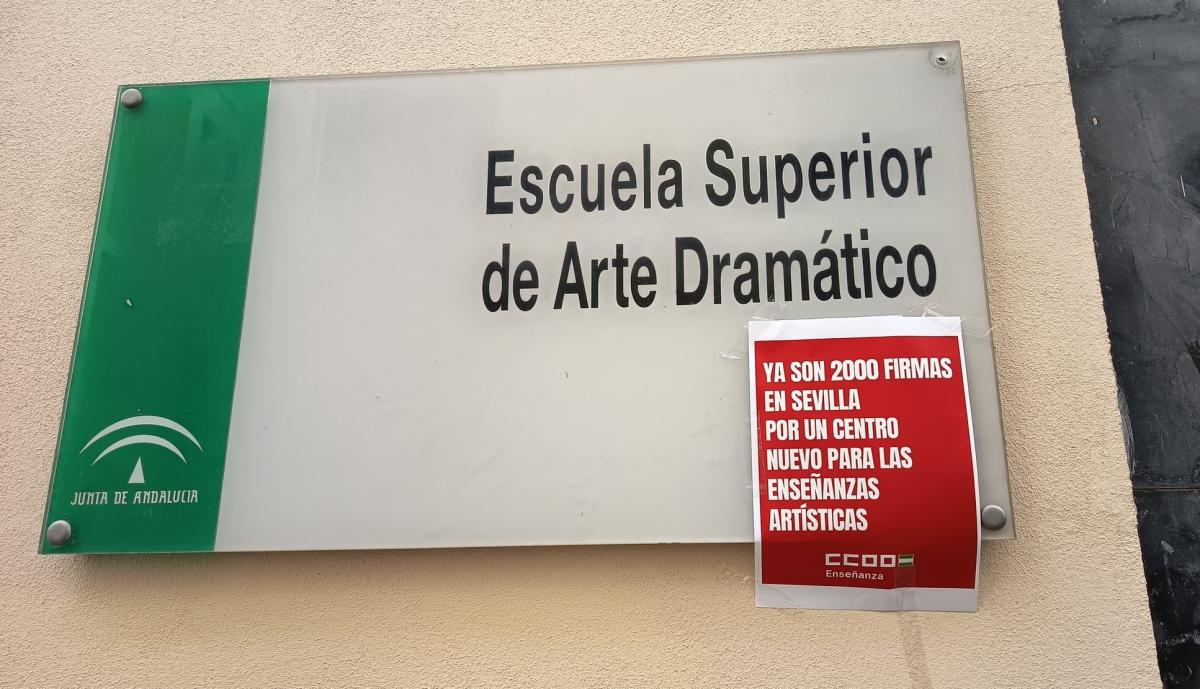 Escuela Superior
de Arte Dramático
JUNTA DE ANDALUCIA
YA SON 2000 FIRMAS
EN SEVILLA
POR UN CENTRO
NUEVO PARA LAS
ENSEÑANZAS
ARTÍSTICAS
CCOO
Enseñanza